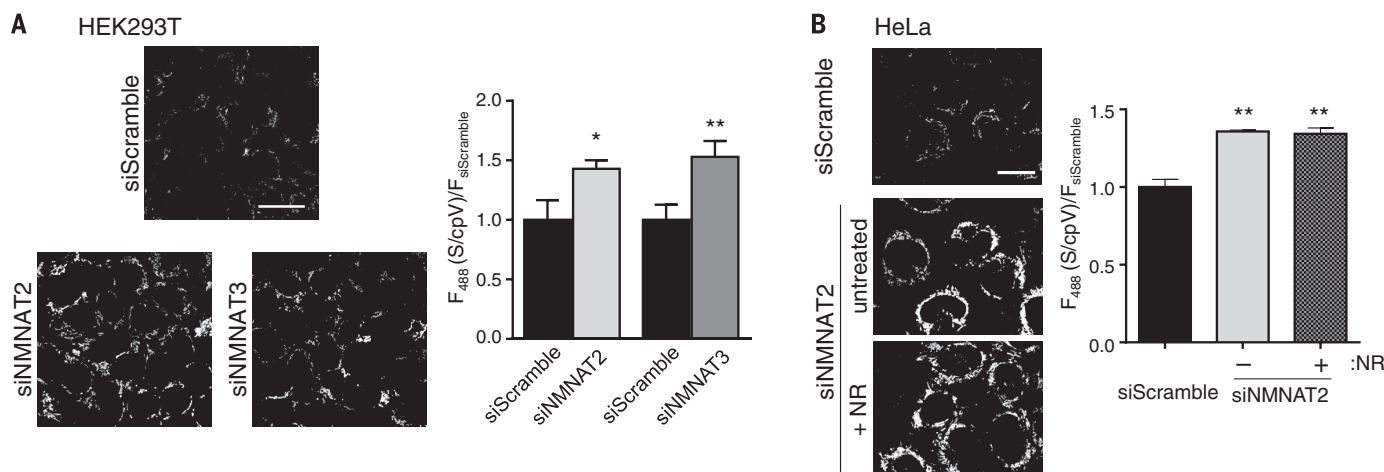 A HEK293T
siScramble
siNMNAT2
siNMNAT3
F488 (S/cpV)/FsiScramble
2.0
1.5
1.0
0.5
0.0
* **
siScramble
siNMNAT2
siScramble
siNMNAT3
B HeLa
siScramble
siNMNAT2
untreated
+ NR
F488 (S/cpV)/FsiScramble
1.5
1.0
0.5
0.0
** **
− + :NR
siScramble siNMNAT2